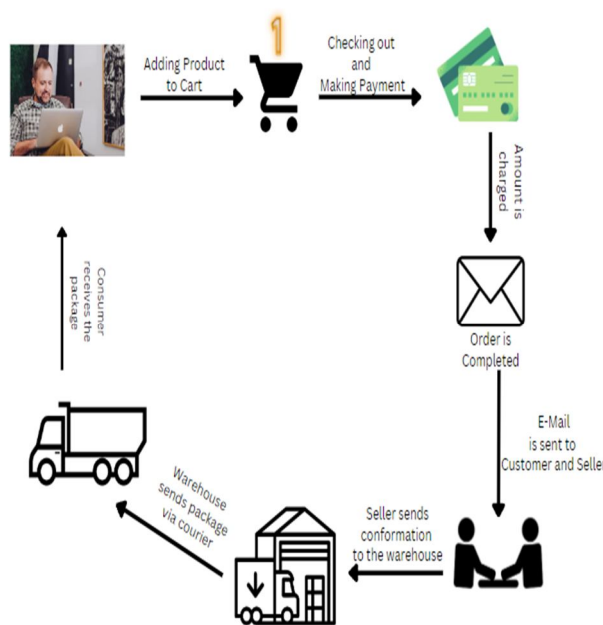 1
Adding Product
to Cart
Checking out
and
Making Payment
Amount is
charged
Order is
Completed
E-Mail
is sent to
Customer and Seller
Seller sends
conformation
to the warehouse
Warehouse
sends package
via courier
Consumer
receives the
package